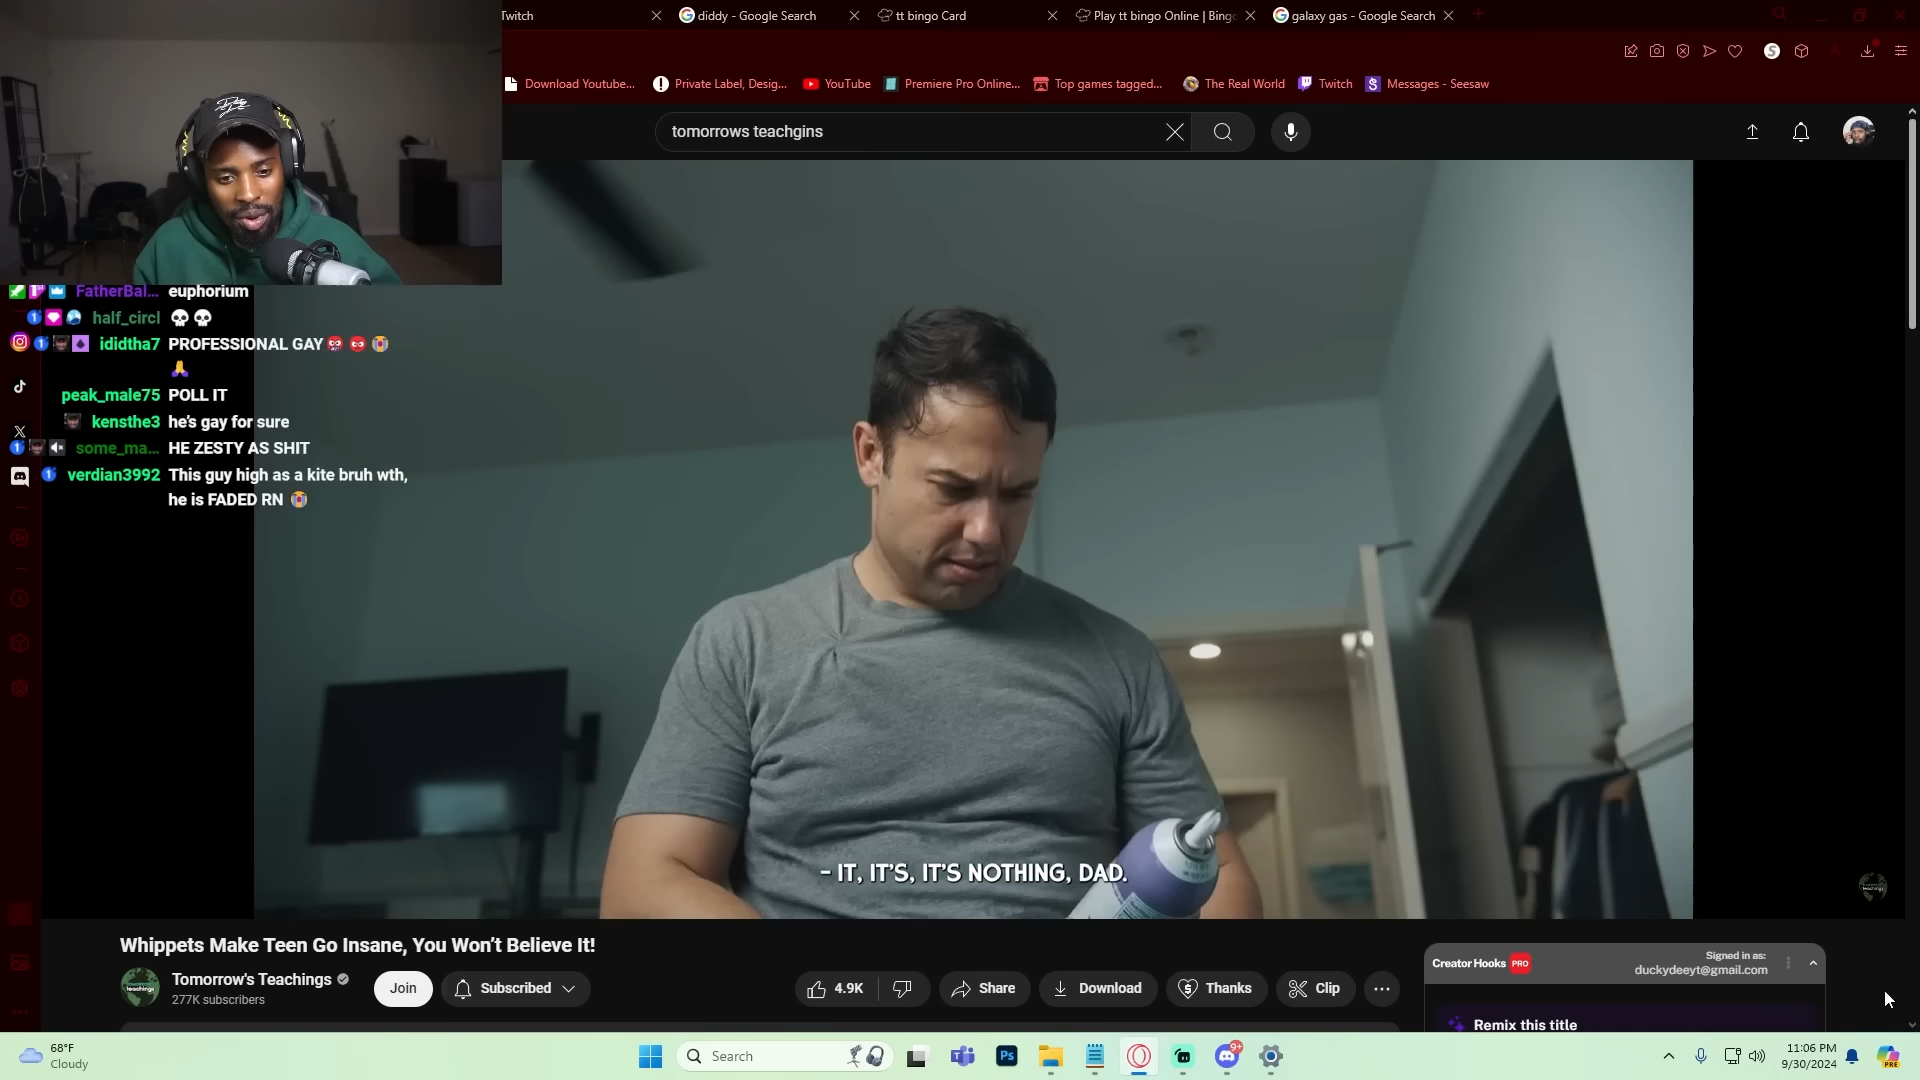 Twitch
diddy - Google Search
tt bingo Card
Play tt bingo Online | Bingo
galaxy gas - Google Search
Download Youtube...
Private Label, Desig...
YouTube
Premiere Pro Online...
Top games tagged...
The Real World
Twitch
Messages - Seesaw
tomorrows teachgins
FatherBal... euphorium
half_circl 💀💀
ididtha7 PROFESSIONAL GAY
peak_male75 POLL IT
kensthe3 he's gay for sure
some_ma... HE ZESTY AS SHIT
verdian3992 This guy high as a kite bruh wth,
he is FADED RN 😭
- IT, IT'S, IT'S NOTHING, DAD.
Whippets Make Teen Go Insane, You Won't Believe It!
Tomorrow's Teachings
277K subscribers
Join
Subscribed
4.9K
Share
Download
Thanks
Clip
Creator Hooks PRO
Signed in as:
duckydeeyt@gmail.com
Remix this title
68°F
Cloudy
Search
Ps
9+
11:06 PM
9/30/2024
PRE